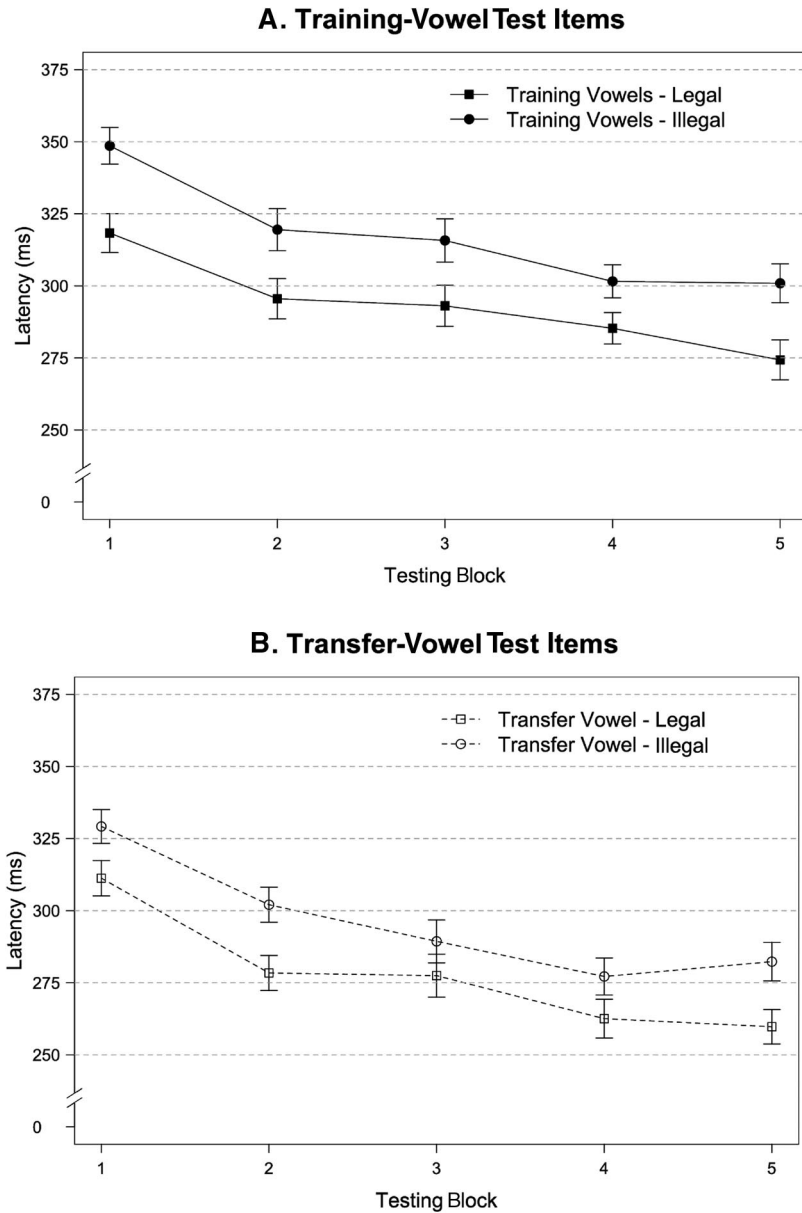 A. Training-Vowel Test Items
Training Vowels - Legal
Training Vowels - Illegal
375
350
325
300
275
250
0
Latency (ms)
1 2 3 4 5
Testing Block
B. Transfer-Vowel Test Items
Transfer Vowel - Legal
Transfer Vowel - Illegal
375
350
325
300
275
250
0
Latency (ms)
1 2 3 4 5
Testing Block